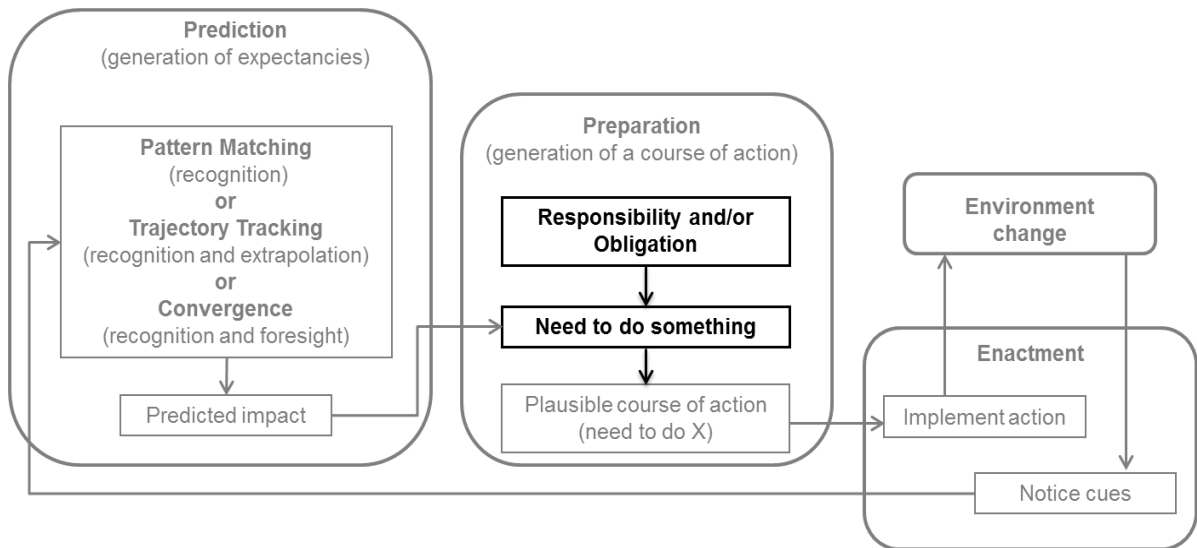 Prediction
(generation of expectancies)
Pattern Matching
(recognition)
or
Trajectory Tracking
(recognition and extrapolation)
or
Convergence
(recognition and foresight)
Predicted impact
Preparation
(generation of a course of action)
Responsibility and/or
Obligation
Need to do something
Plausible course of action
(need to do X)
Environment
change
Enactment
Implement action
Notice cues